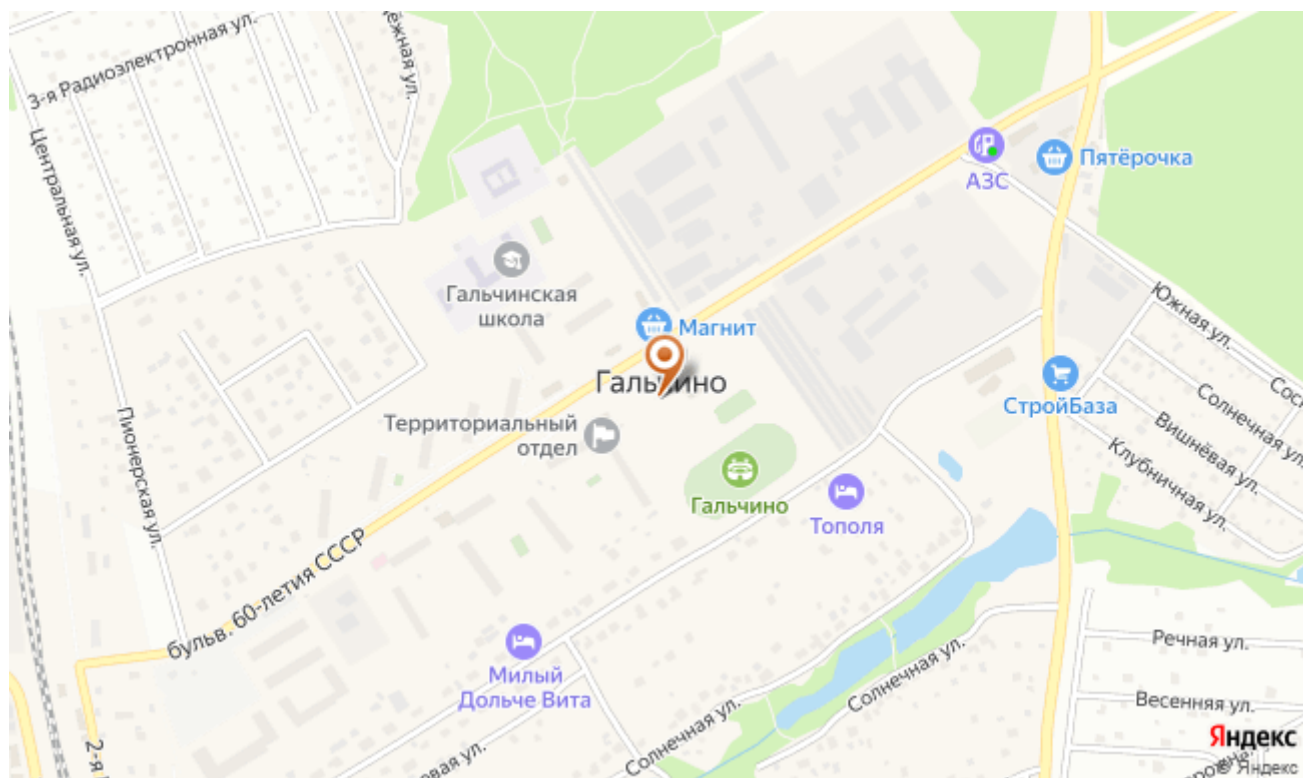 3-я Радиоэлектронная ул.
Центральная ул.
АЗС
Пятёрочка
Гальчинская
школа
Южная ул.
Магнит
Гальчино
СтройБаза
Солнечная ул.
Вишнёвая ул.
Клубничная ул.
Территориальный
отдел
Пионерская ул.
Гальчино
Тополя
бульв. 60-летия СССР
Милый
Дольче Вита
Солнечная ул.
Солнечная ул.
Речная ул.
Весенняя ул.
Яндекс
© Яндекс